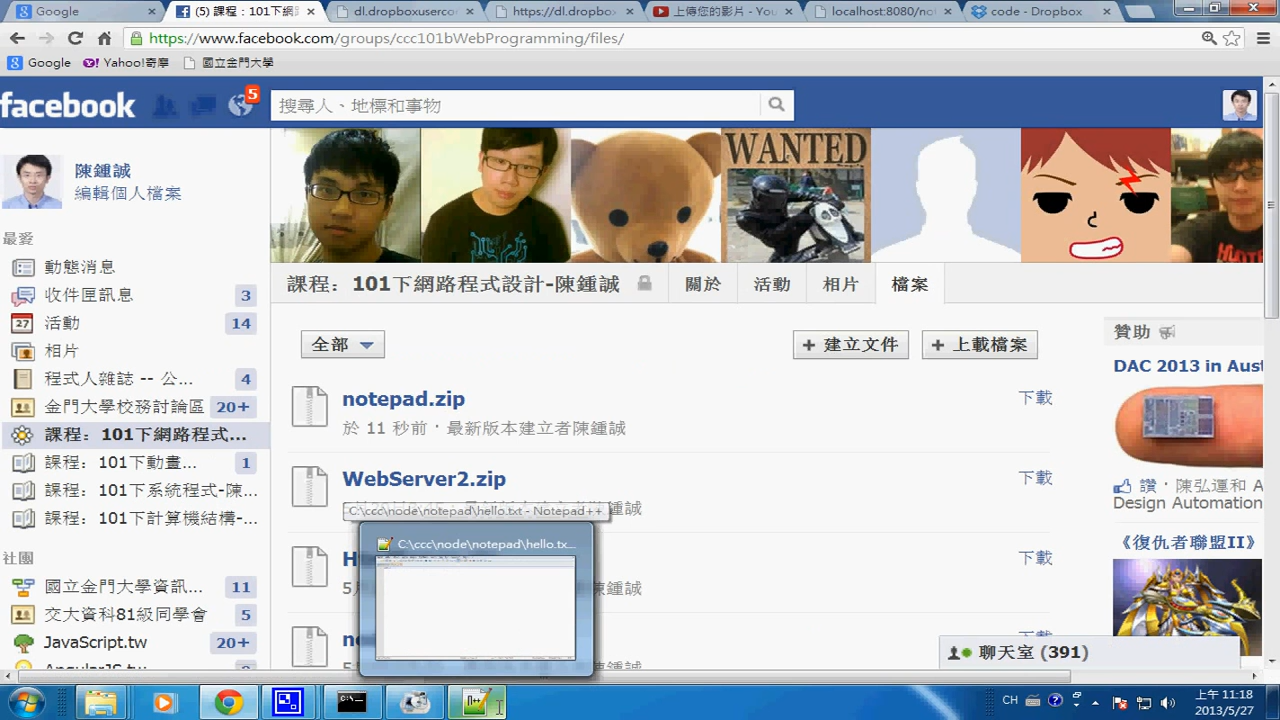 Google
(5) 課程：101下網路
dl.dropboxuserco
https://dl.dropbo
上傳您的影片 - You
localhost:8080/no
code - Dropbox
https://www.facebook.com/groups/ccc101bWebProgramming/files/
Google
Yahoo!奇摩
國立金門大學
facebook
5
搜尋人、地標和事物
陳鍾誠
編輯個人檔案
WANTED
最愛
動態消息
收件匣訊息 3
活動 14
27
相片
程式人雜誌 -- 公... 4
金門大學校務討論區 20+
課程：101下網路程式...
課程：101下動畫... 1
課程：101下系統程式-陳...
課程：101下計算機結構-...
社團
國立金門大學資訊... 11
交大資科81級同學會 5
JavaScript.tw 20+
AngularJS.tw
課程：101下網路程式設計-陳鍾誠
關於
活動
相片
檔案
全部
+ 建立文件
+ 上載檔案
notepad.zip
下載
於 11 秒前 · 最新版本建立者陳鍾誠
WebServer2.zip
下載
C:\ccc\node\notepad\hello.txt - Notepad++
C:\ccc\node\notepad\hello.tx...
下載
贊助
DAC 2013 in Aust
讚 · 陳弘運和 A
Design Automation
《復仇者聯盟II》
聊天室 (391)
CH
上午 11:18
2013/5/27